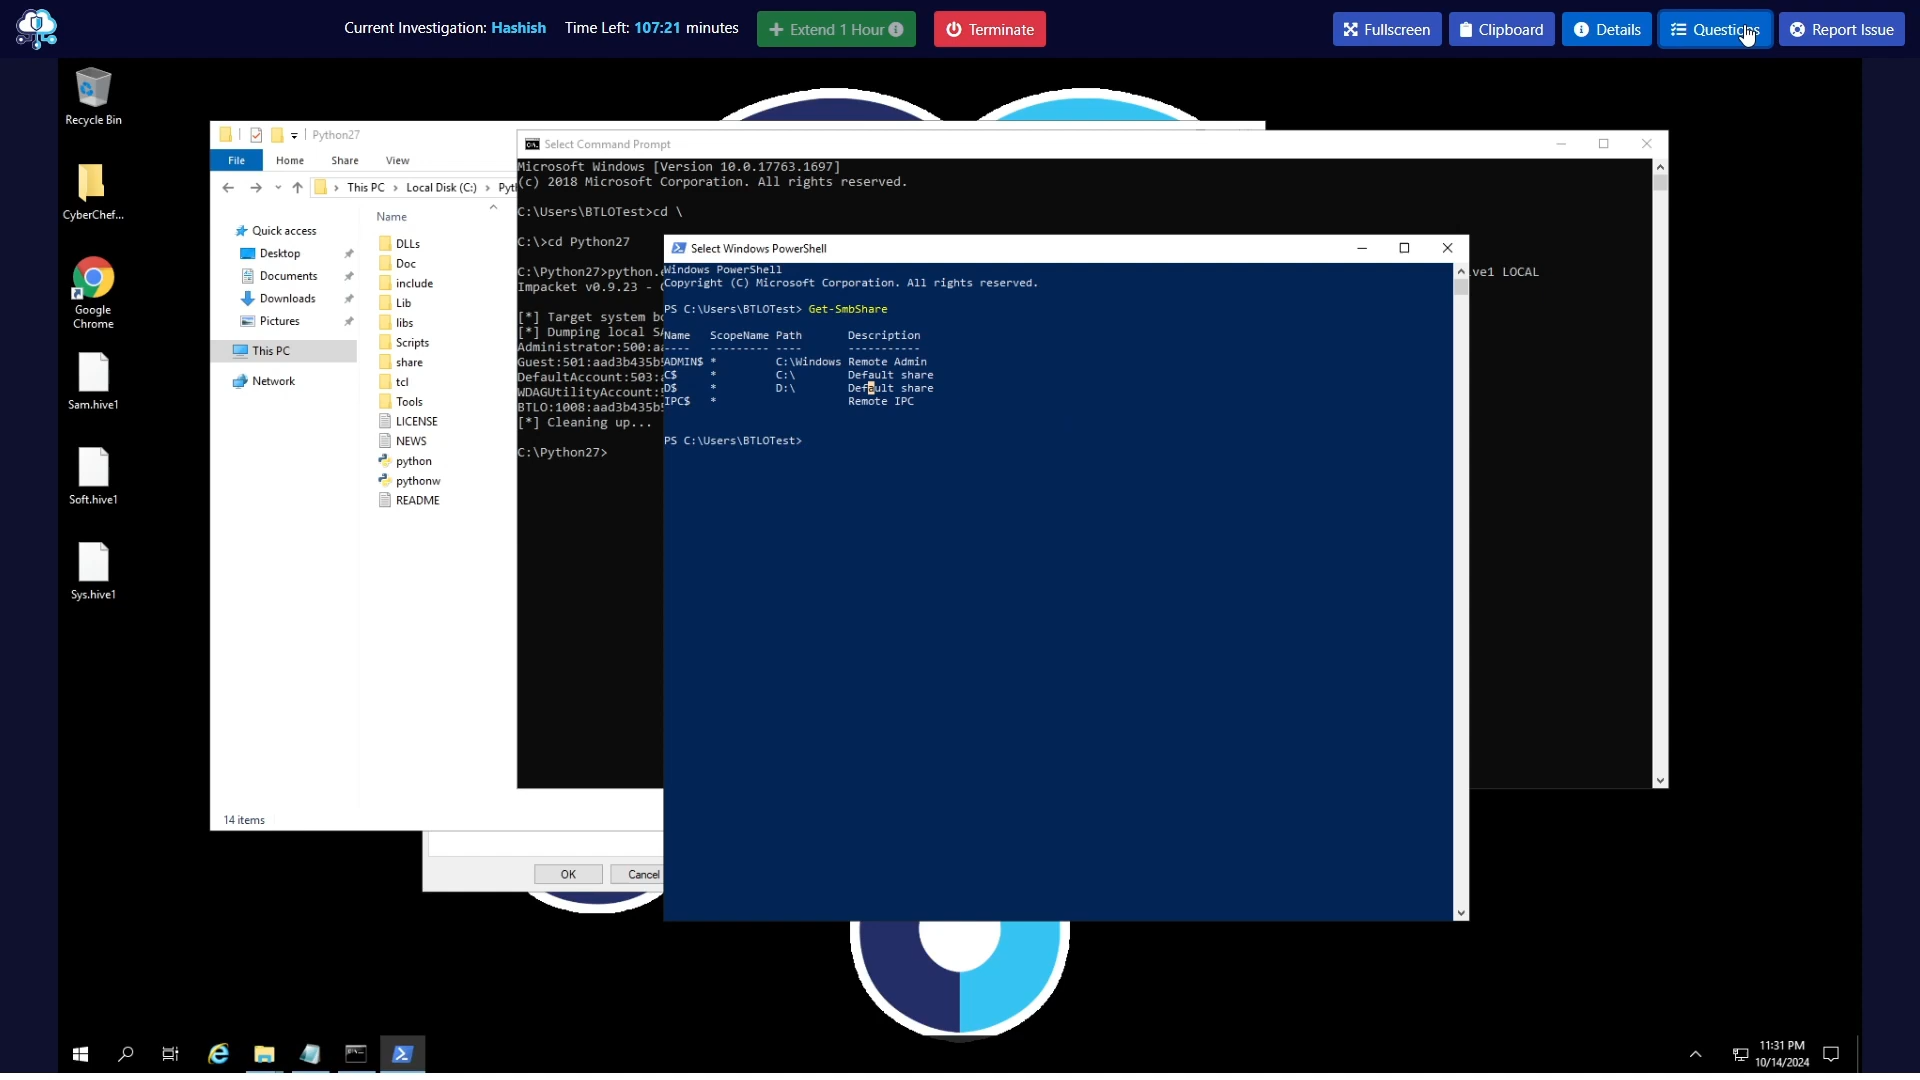 Current Investigation: Hashish Time Left: 107:21 minutes Extend 1 Hour Terminate Fullscreen Clipboard Details Questions Report Issue
Recycle Bin
CyberChef...
Google
Chrome
Sam.hive1
Soft.hive1
Sys.hive1
Python27
File Home Share View
This PC Local Disk (C:)
Name
Quick access
Desktop
Documents
Downloads
Pictures
This PC
Network
DLLs
Doc
include
Lib
libs
Scripts
share
tcl
Tools
LICENSE
NEWS
python
pythonw
README
14 items
OK Cancel
Select Command Prompt
Microsoft Windows [Version 10.0.17763.1697]
(c) 2018 Microsoft Corporation. All rights reserved.
C:\Users\BTLOTest>cd \
C:\>cd Python27
C:\Python27>python. ve1 LOCAL
Impacket v0.9.23 -
[*] Target system
[*] Dumping local
Administrator:500:
Guest:501:aad3b435b
DefaultAccount:503:
WDAGUtilityAccount:
BTLO:1008:aad3b435b
[*] Cleaning up...
C:\Python27>
Select Windows PowerShell
Windows PowerShell
Copyright (C) Microsoft Corporation. All rights reserved.
PS C:\Users\BTLOTest> Get-SmbShare
Name ScopeName Path Description
---- --------- ---- -----------
ADMIN$ * C:\Windows Remote Admin
C$ * C:\ Default share
D$ * D:\ Default share
IPC$ * Remote IPC
PS C:\Users\BTLOTest>
11:31 PM
10/14/2024